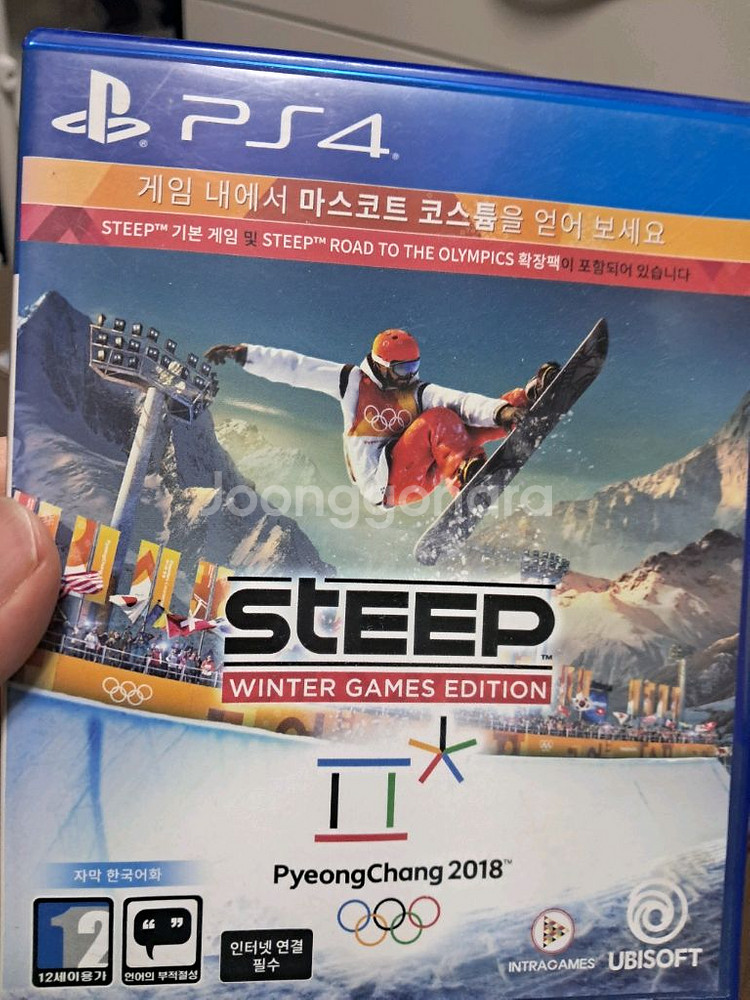 PS4
게임 내에서 마스코트 코스튬을 얻어 보세요
STEEP™ 기본 게임 및 STEEP™ ROAD TO THE OLYMPICS 확장팩이 포함되어 있습니다
Joonggonara
STEEP™
WINTER GAMES EDITION
PyeongChang 2018™
자막 한국어화
12
12세이용가
언어의 부적절성
인터넷 연결
필수
INTRAGAMES
UBISOFT